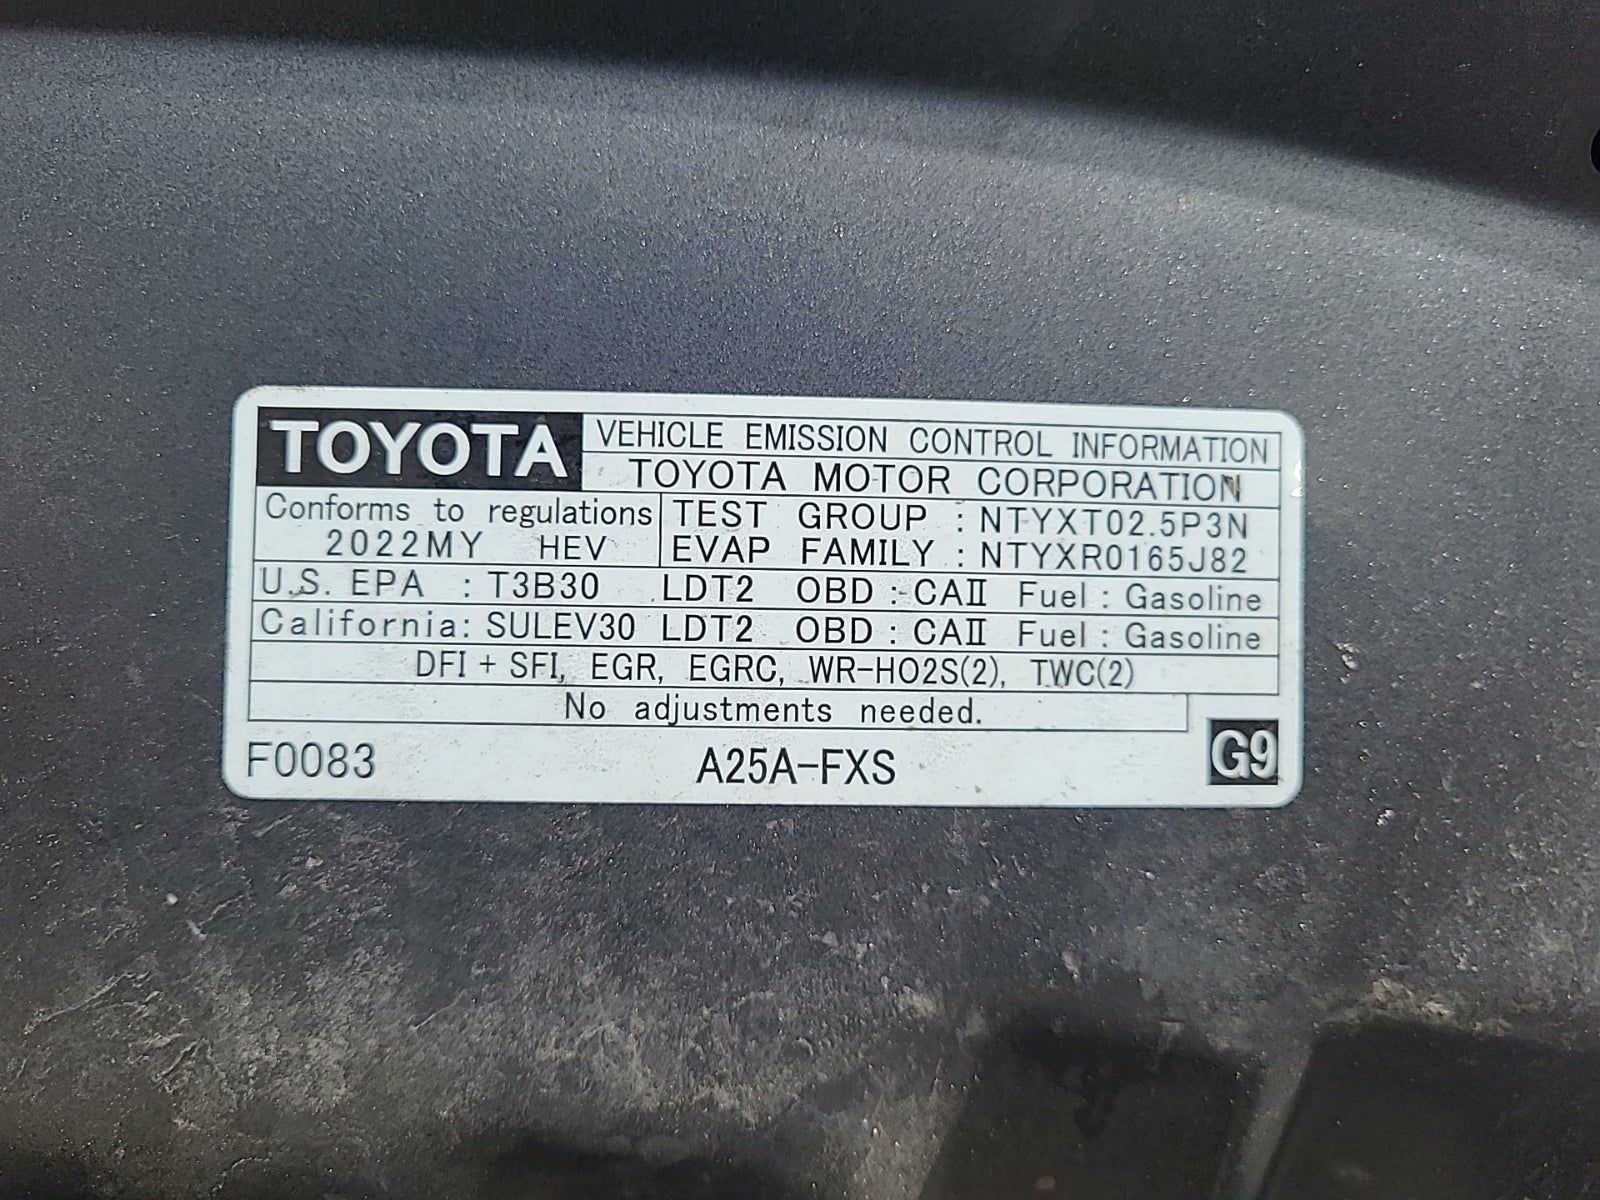 TOYOTA VEHICLE EMISSION CONTROL INFORMATION
TOYOTA MOTOR CORPORATION
Conforms to regulations TEST GROUP : NTYXT02.5P3N
2022MY HEV EVAP FAMILY : NTYXR0165J82
U.S. EPA : T3B30 LDT2 OBD : CAⅡ Fuel : Gasoline
California: SULEV30 LDT2 OBD : CAⅡ Fuel : Gasoline
DFI + SFI, EGR, EGRC, WR-HO2S(2), TWC(2)
No adjustments needed.
F0083 A25A-FXS G9